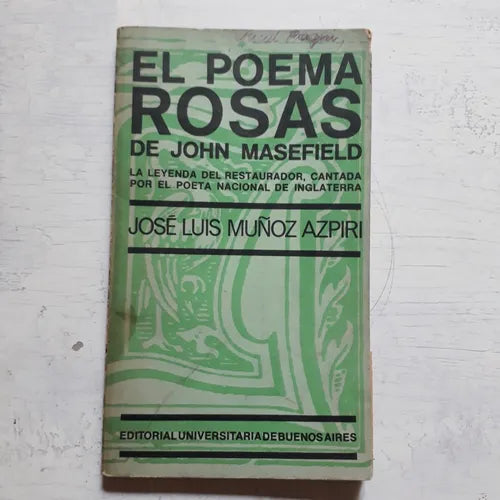 EL POEMA
ROSAS
DE JOHN MASEFIELD
LA LEYENDA DEL RESTAURADOR, CANTADA
POR EL POETA NACIONAL DE INGLATERRA
JOSÉ LUIS MUÑOZ AZPIRI
EDITORIAL UNIVERSITARIA DE BUENOS AIRES